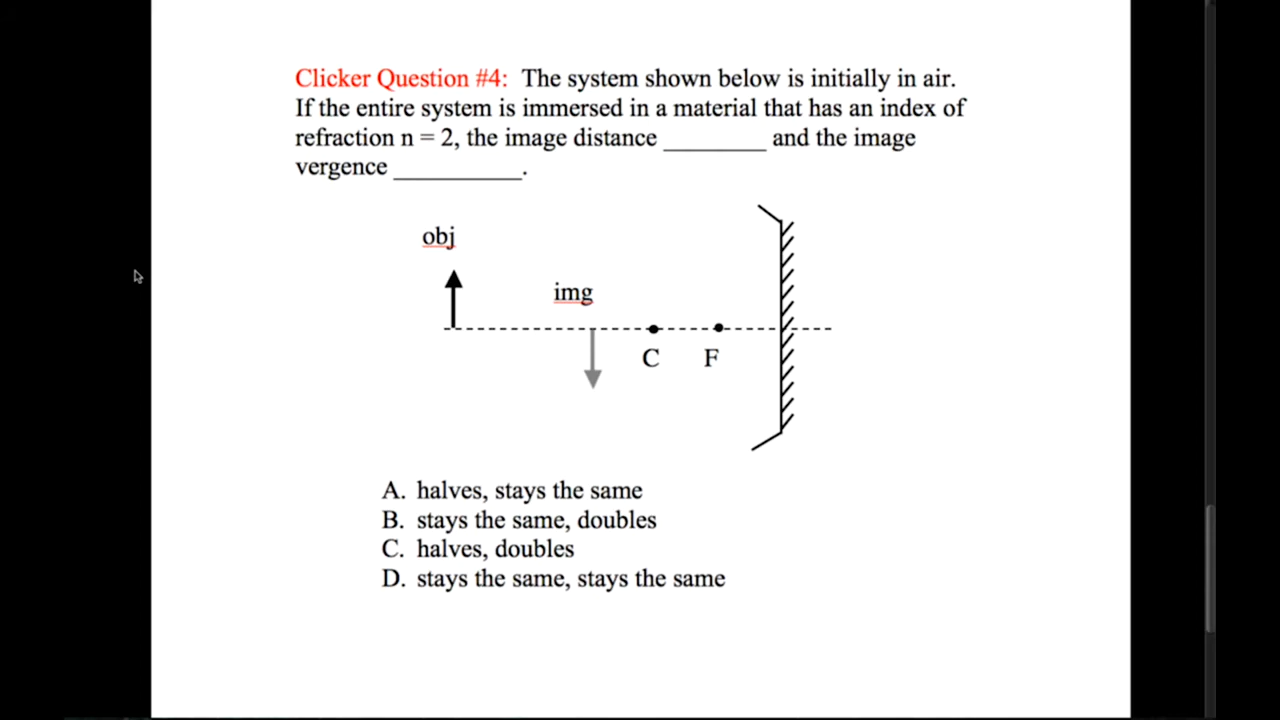 Clicker Question #4: The system shown below is initially in air.
If the entire system is immersed in a material that has an index of
refraction n = 2, the image distance ________ and the image
vergence __________.
obj
img
C F
A. halves, stays the same
B. stays the same, doubles
C. halves, doubles
D. stays the same, stays the same